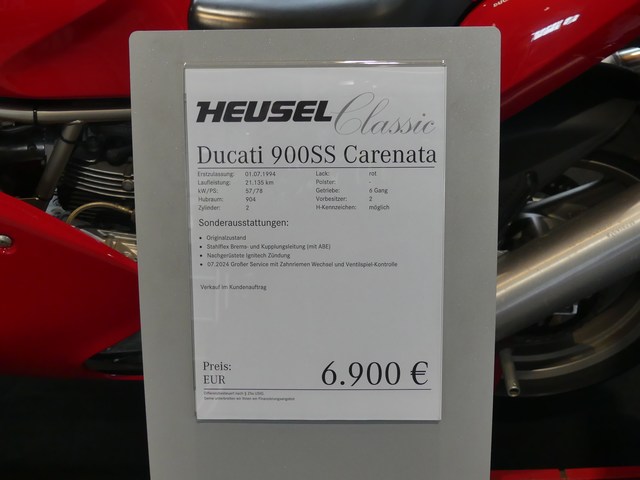 HEUSEL Classic
Ducati 900SS Carenata
Erstzulassung: 01.07.1994 Lack: rot
Laufleistung: 21.135 km Polster: -
kW/PS: 57/78 Getriebe: 6 Gang
Hubraum: 904 Vorbesitzer: 2
Zylinder: 2 H-Kennzeichen: möglich
Sonderausstattungen:
• Originalzustand
• Stahlflex Brems- und Kupplungsleitung (mit ABE)
• Nachgerüstete Ignitech Zündung
• 07.2024 Großer Service mit Zahnriemen Wechsel und Ventilspiel-Kontrolle
Verkauf im Kundenauftrag
Preis:
EUR 6.900 €